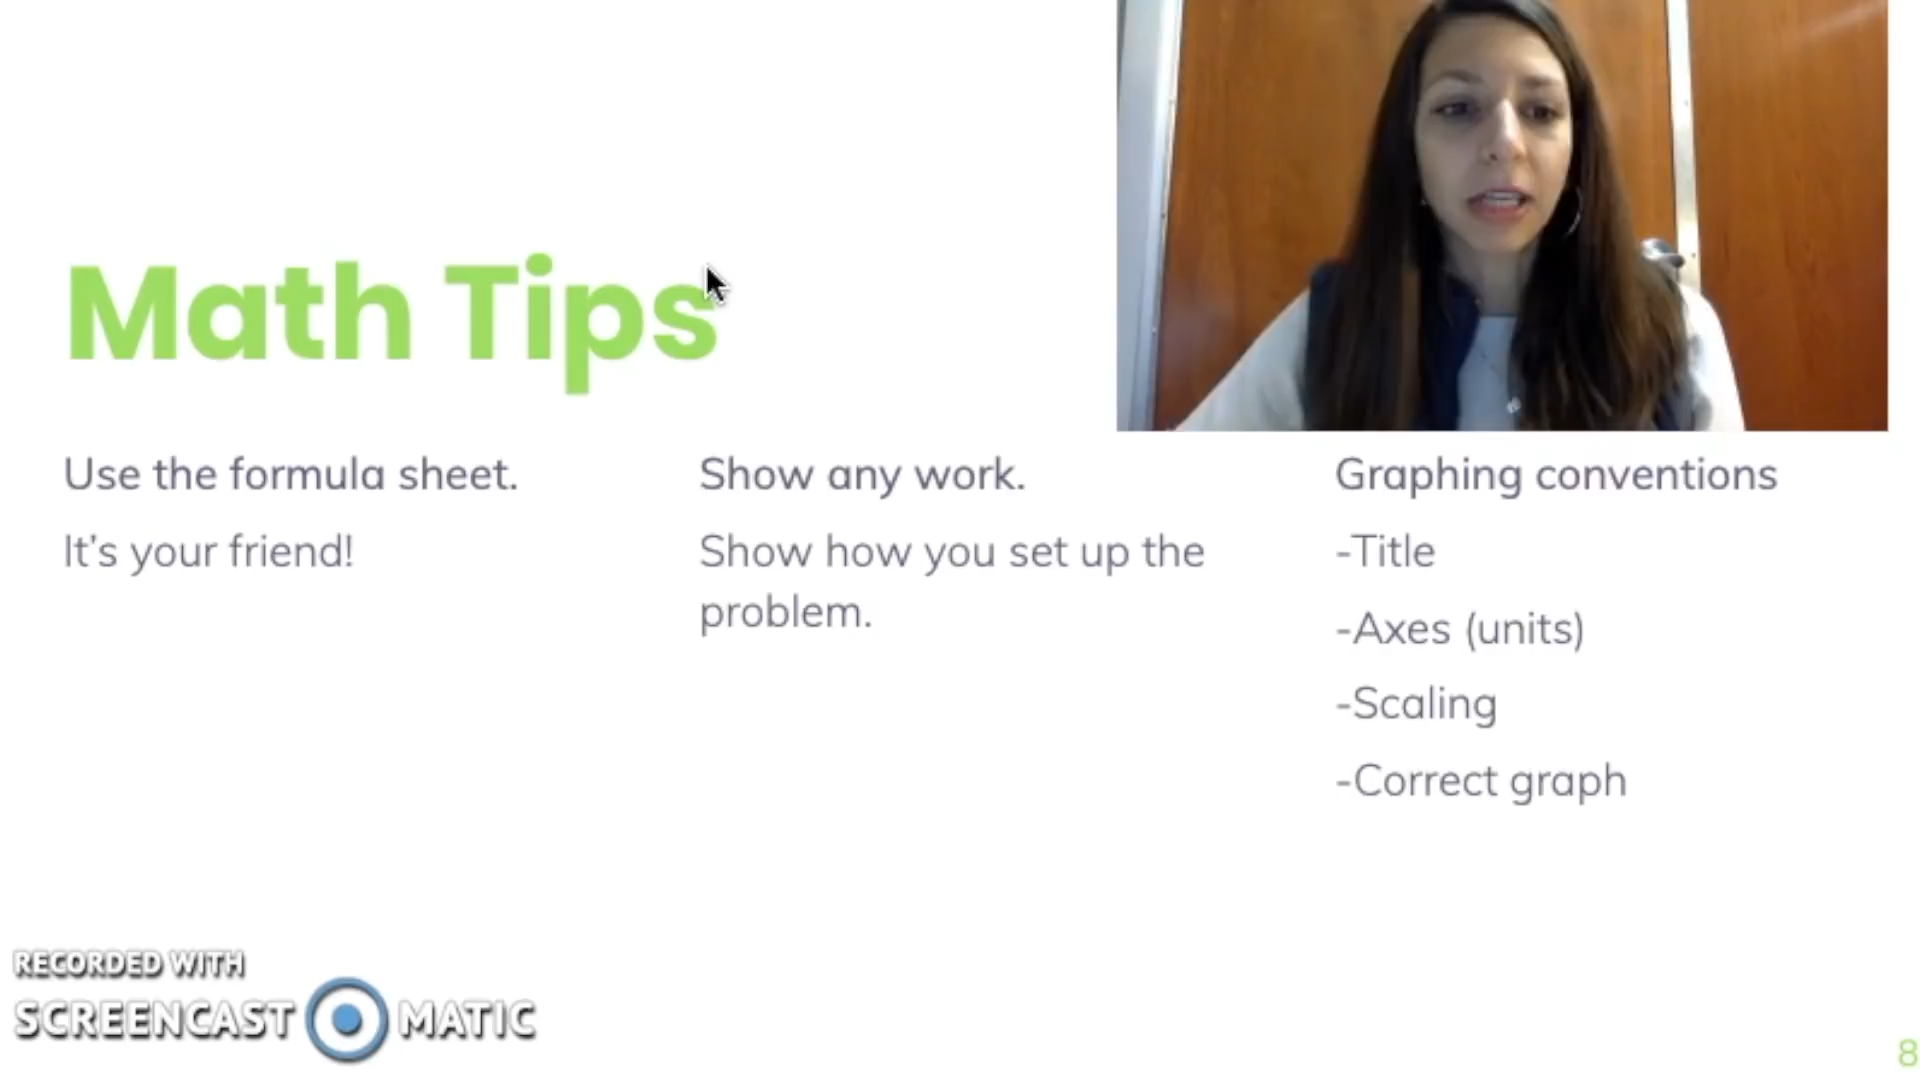 Math Tips
Use the formula sheet.
It's your friend!
Show any work.
Show how you set up the
problem.
Graphing conventions
-Title
-Axes (units)
-Scaling
-Correct graph
RECORDED WITH
SCREENCAST MATIC
8